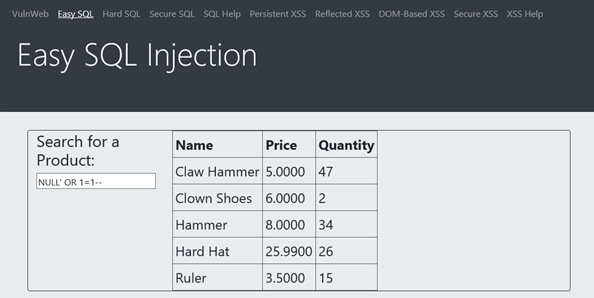 VulnWeb Easy SQL Hard SQL Secure SQL SQL Help Persistent XSS Reflected XSS DOM-Based XSS Secure XSS XSS Help
Easy SQL Injection
Search for a
Product:
NULL' OR 1=1--
Name Price Quantity
Claw Hammer 5.0000 47
Clown Shoes 6.0000 2
Hammer 8.0000 34
Hard Hat 25.9900 26
Ruler 3.5000 15